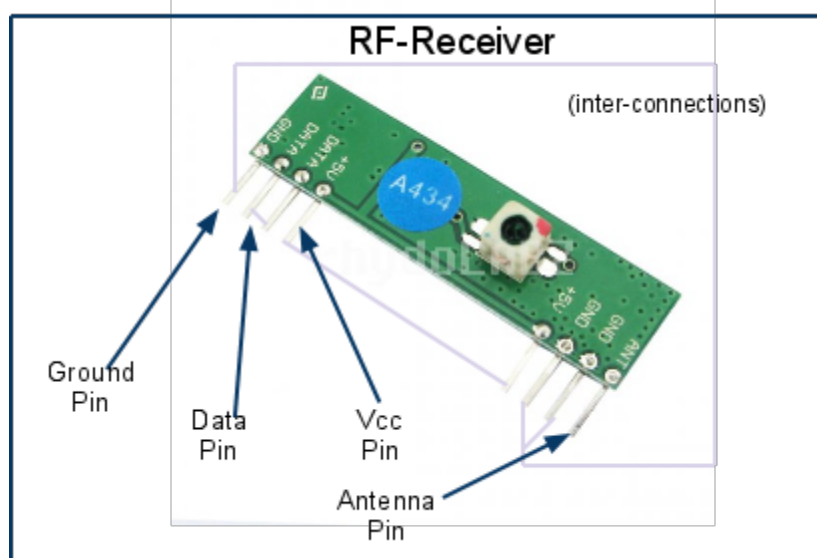 RF-Receiver
(inter-connections)
GND
DATA
DATA
+5V
A434
+5V
GND
GND
ANT
Ground
Pin
Data
Pin
Vcc
Pin
Antenna
Pin